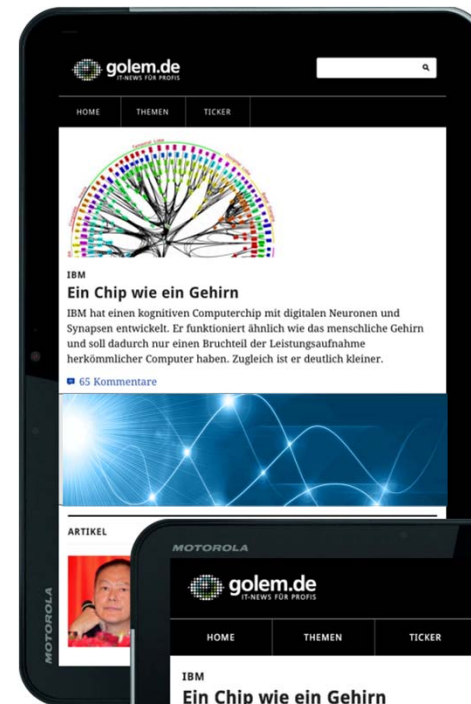 golem.de
IT-NEWS FÜR PROFIS
HOME THEMEN TICKER
Temporal Lobe
IBM
Ein Chip wie ein Gehirn
IBM hat einen kognitiven Computerchip mit digitalen Neuronen und
Synapsen entwickelt. Er funktioniert ähnlich wie das menschliche Gehirn
und soll dadurch nur einen Bruchteil der Leistungsaufnahme
herkömmlicher Computer haben. Zugleich ist er deutlich kleiner.
65 Kommentare
ARTIKEL
MOTOROLA
MOTOROLA
golem.de
IT-NEWS FÜR PROFIS
HOME THEMEN TICKER
IBM
Ein Chip wie ein Gehirn